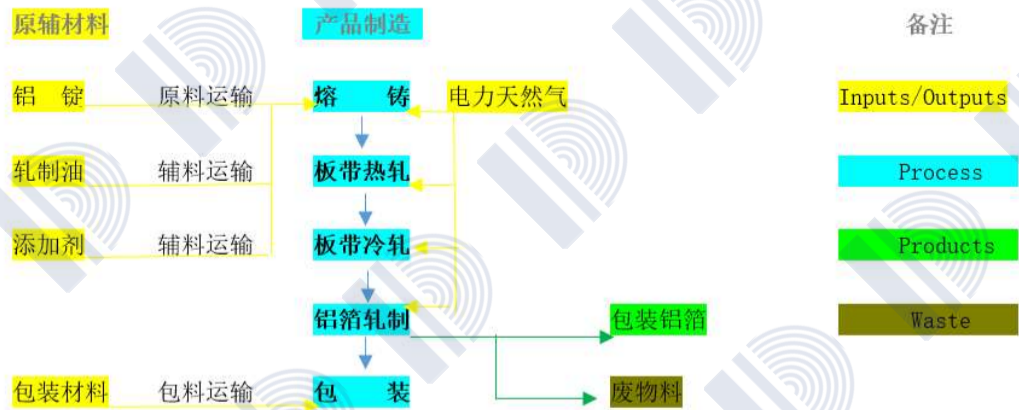 原辅材料 产品制造 备注
铝 锭 原料运输 熔 铸 电力天然气 Inputs/Outputs
轧制油 辅料运输 板带热轧 Process
添加剂 辅料运输 板带冷轧 Products
铝箔轧制 包装铝箔 Waste
包装材料 包料运输 包 装 废物料